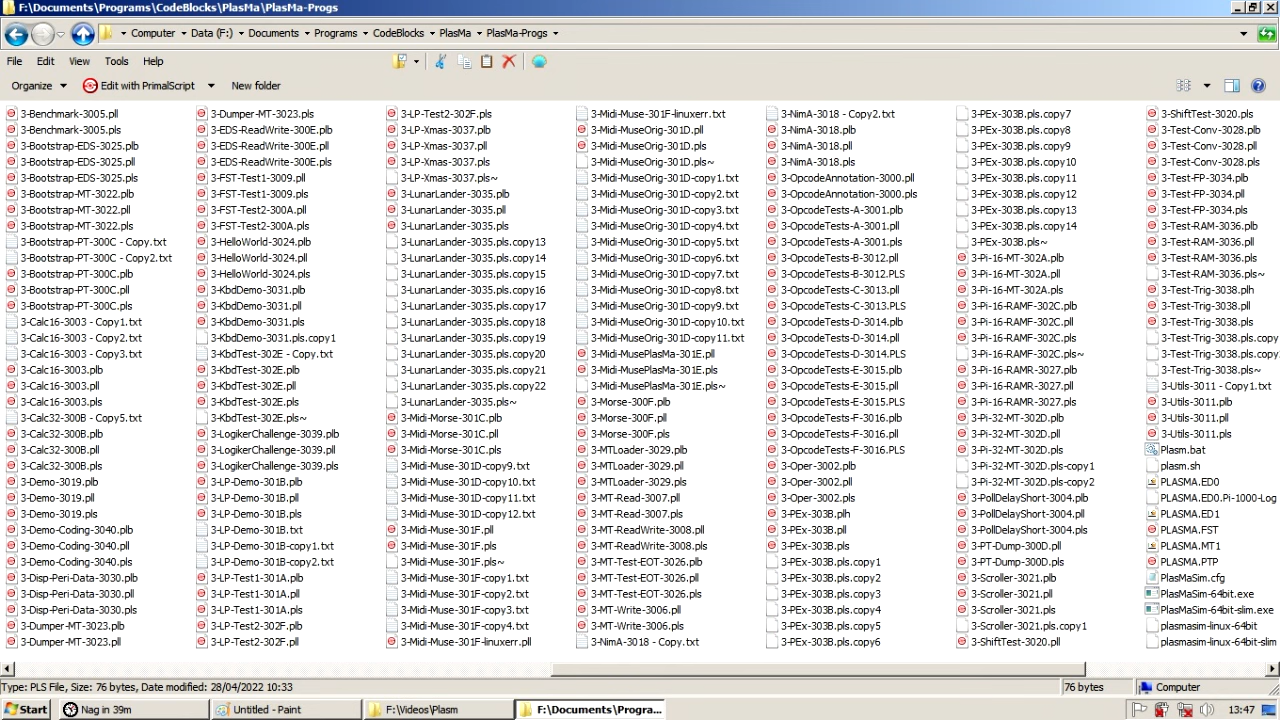 F:\Documents\Programs\CodeBlocks\PlasMa\PlasMa-Progs
Computer Data (F:) Documents Programs CodeBlocks PlasMa PlasMa-Progs
File Edit View Tools Help
Organize Edit with PrimalScript New folder
3-Benchmark-3005.pll
3-Benchmark-3005.pls
3-Bootstrap-EDS-3025.plb
3-Bootstrap-EDS-3025.pls
3-Bootstrap-MT-3022.plb
3-Bootstrap-MT-3022.pll
3-Bootstrap-MT-3022.pls
3-Bootstrap-PT-300C - Copy.txt
3-Bootstrap-PT-300C - Copy2.txt
3-Bootstrap-PT-300C.plb
3-Bootstrap-PT-300C.pll
3-Bootstrap-PT-300C.pls
3-Calc16-3003 - Copy1.txt
3-Calc16-3003 - Copy2.txt
3-Calc16-3003 - Copy3.txt
3-Calc16-3003.plb
3-Calc16-3003.pll
3-Calc16-3003.pls
3-Calc32-300B - Copy5.txt
3-Calc32-300B.plb
3-Calc32-300B.pll
3-Calc32-300B.pls
3-Demo-3019.plb
3-Demo-3019.pll
3-Demo-3019.pls
3-Demo-Coding-3040.plb
3-Demo-Coding-3040.pll
3-Demo-Coding-3040.pls
3-Disp-Peri-Data-3030.plb
3-Disp-Peri-Data-3030.pll
3-Disp-Peri-Data-3030.pls
3-Dumper-MT-3023.plb
3-Dumper-MT-3023.pll
3-Dumper-MT-3023.pls
3-EDS-ReadWrite-300E.plb
3-EDS-ReadWrite-300E.pll
3-EDS-ReadWrite-300E.pls
3-FST-Test1-3009.pll
3-FST-Test1-3009.pls
3-FST-Test2-300A.pll
3-FST-Test2-300A.pls
3-HelloWorld-3024.plb
3-HelloWorld-3024.pll
3-HelloWorld-3024.pls
3-KbdDemo-3031.plb
3-KbdDemo-3031.pll
3-KbdDemo-3031.pls
3-KbdDemo-3031.pls.copy1
3-KbdTest-302E - Copy.txt
3-KbdTest-302E.plb
3-KbdTest-302E.pll
3-KbdTest-302E.pls
3-KbdTest-302E.pls~
3-LogikerChallenge-3039.plb
3-LogikerChallenge-3039.pll
3-LogikerChallenge-3039.pls
3-LP-Demo-301B.plb
3-LP-Demo-301B.pll
3-LP-Demo-301B.pls
3-LP-Demo-301B.txt
3-LP-Demo-301B-copy1.txt
3-LP-Demo-301B-copy2.txt
3-LP-Test1-301A.plb
3-LP-Test1-301A.pll
3-LP-Test1-301A.pls
3-LP-Test2-302F.plb
3-LP-Test2-302F.pll
3-LP-Test2-302F.pls
3-LP-Xmas-3037.plb
3-LP-Xmas-3037.pll
3-LP-Xmas-3037.pls
3-LP-Xmas-3037.pls~
3-LunarLander-3035.plb
3-LunarLander-3035.pll
3-LunarLander-3035.pls
3-LunarLander-3035.pls.copy13
3-LunarLander-3035.pls.copy14
3-LunarLander-3035.pls.copy15
3-LunarLander-3035.pls.copy16
3-LunarLander-3035.pls.copy17
3-LunarLander-3035.pls.copy18
3-LunarLander-3035.pls.copy19
3-LunarLander-3035.pls.copy20
3-LunarLander-3035.pls.copy21
3-LunarLander-3035.pls.copy22
3-LunarLander-3035.pls~
3-Midi-Morse-301C.plb
3-Midi-Morse-301C.pll
3-Midi-Morse-301C.pls
3-Midi-Muse-301D-copy9.txt
3-Midi-Muse-301D-copy10.txt
3-Midi-Muse-301D-copy11.txt
3-Midi-Muse-301D-copy12.txt
3-Midi-Muse-301F.pll
3-Midi-Muse-301F.pls
3-Midi-Muse-301F.pls~
3-Midi-Muse-301F-copy1.txt
3-Midi-Muse-301F-copy2.txt
3-Midi-Muse-301F-copy3.txt
3-Midi-Muse-301F-copy4.txt
3-Midi-Muse-301F-linuxerr.pll
3-Midi-Muse-301F-linuxerr.txt
3-Midi-MuseOrig-301D.pll
3-Midi-MuseOrig-301D.pls
3-Midi-MuseOrig-301D.pls~
3-Midi-MuseOrig-301D-copy1.txt
3-Midi-MuseOrig-301D-copy2.txt
3-Midi-MuseOrig-301D-copy3.txt
3-Midi-MuseOrig-301D-copy4.txt
3-Midi-MuseOrig-301D-copy5.txt
3-Midi-MuseOrig-301D-copy6.txt
3-Midi-MuseOrig-301D-copy7.txt
3-Midi-MuseOrig-301D-copy8.txt
3-Midi-MuseOrig-301D-copy9.txt
3-Midi-MuseOrig-301D-copy10.txt
3-Midi-MuseOrig-301D-copy11.txt
3-Midi-MusePlasMa-301E.pll
3-Midi-MusePlasMa-301E.pls
3-Midi-MusePlasMa-301E.pls~
3-Morse-300F.plb
3-Morse-300F.pll
3-Morse-300F.pls
3-MTLoader-3029.plb
3-MTLoader-3029.pll
3-MTLoader-3029.pls
3-MT-Read-3007.pll
3-MT-Read-3007.pls
3-MT-ReadWrite-3008.pll
3-MT-ReadWrite-3008.pls
3-MT-Test-EOT-3026.plb
3-MT-Test-EOT-3026.pll
3-MT-Test-EOT-3026.pls
3-MT-Write-3006.pll
3-MT-Write-3006.pls
3-NimA-3018 - Copy.txt
3-NimA-3018 - Copy2.txt
3-NimA-3018.plb
3-NimA-3018.pll
3-NimA-3018.pls
3-OpcodeAnnotation-3000.pll
3-OpcodeAnnotation-3000.pls
3-OpcodeTests-A-3001.plb
3-OpcodeTests-A-3001.pll
3-OpcodeTests-A-3001.pls
3-OpcodeTests-B-3012.pll
3-OpcodeTests-B-3012.PLS
3-OpcodeTests-C-3013.pll
3-OpcodeTests-C-3013.PLS
3-OpcodeTests-D-3014.plb
3-OpcodeTests-D-3014.pll
3-OpcodeTests-D-3014.PLS
3-OpcodeTests-E-3015.plb
3-OpcodeTests-E-3015.pll
3-OpcodeTests-E-3015.PLS
3-OpcodeTests-F-3016.plb
3-OpcodeTests-F-3016.pll
3-OpcodeTests-F-3016.PLS
3-Oper-3002.plb
3-Oper-3002.pll
3-Oper-3002.pls
3-PEx-303B.plh
3-PEx-303B.pll
3-PEx-303B.pls
3-PEx-303B.pls.copy1
3-PEx-303B.pls.copy2
3-PEx-303B.pls.copy3
3-PEx-303B.pls.copy4
3-PEx-303B.pls.copy5
3-PEx-303B.pls.copy6
3-PEx-303B.pls.copy7
3-PEx-303B.pls.copy8
3-PEx-303B.pls.copy9
3-PEx-303B.pls.copy10
3-PEx-303B.pls.copy11
3-PEx-303B.pls.copy12
3-PEx-303B.pls.copy13
3-PEx-303B.pls.copy14
3-PEx-303B.pls~
3-Pi-16-MT-302A.plb
3-Pi-16-MT-302A.pll
3-Pi-16-MT-302A.pls
3-Pi-16-RAMF-302C.plb
3-Pi-16-RAMF-302C.pll
3-Pi-16-RAMF-302C.pls
3-Pi-16-RAMF-302C.pls~
3-Pi-16-RAMR-3027.pll
3-Pi-16-RAMR-3027.pls
3-Pi-32-MT-302D.plb
3-Pi-32-MT-302D.pll
3-Pi-32-MT-302D.pls
3-Pi-32-MT-302D.pls-copy1
3-Pi-32-MT-302D.pls-copy2
3-PollDelayShort-3004.plb
3-PollDelayShort-3004.pll
3-PollDelayShort-3004.pls
3-PT-Dump-300D.pll
3-PT-Dump-300D.pls
3-Scroller-3021.plb
3-Scroller-3021.pll
3-Scroller-3021.pls
3-Scroller-3021.pls.copy1
3-ShiftTest-3020.pll
3-ShiftTest-3020.pls
3-Test-Conv-3028.plb
3-Test-Conv-3028.pll
3-Test-Conv-3028.pls
3-Test-FP-3034.plb
3-Test-FP-3034.pll
3-Test-FP-3034.pls
3-Test-RAM-3036.plb
3-Test-RAM-3036.pll
3-Test-RAM-3036.pls
3-Test-RAM-3036.pls~
3-Test-Trig-3038.plh
3-Test-Trig-3038.pll
3-Test-Trig-3038.pls
3-Test-Trig-3038.pls.copy
3-Test-Trig-3038.pls.copy
3-Test-Trig-3038.pls~
3-Utils-3011 - Copy1.txt
3-Utils-3011.plb
3-Utils-3011.pll
3-Utils-3011.pls
Plasm.bat
plasm.sh
PLASMA.ED0
PLASMA.ED0.Pi-1000-Log
PLASMA.ED1
PLASMA.FST
PLASMA.MT1
PLASMA.PTP
PlasMaSim.cfg
PlasMaSim-64bit.exe
PlasMaSim-64bit-slim.exe
plasmasim-linux-64bit
plasmasim-linux-64bit-slim
Type: PLS File, Size: 76 bytes, Date modified: 28/04/2022 10:33 76 bytes Computer
Start Nag in 39m Untitled - Paint F:\Videos\Plasm F:\Documents\Progra... 13:47